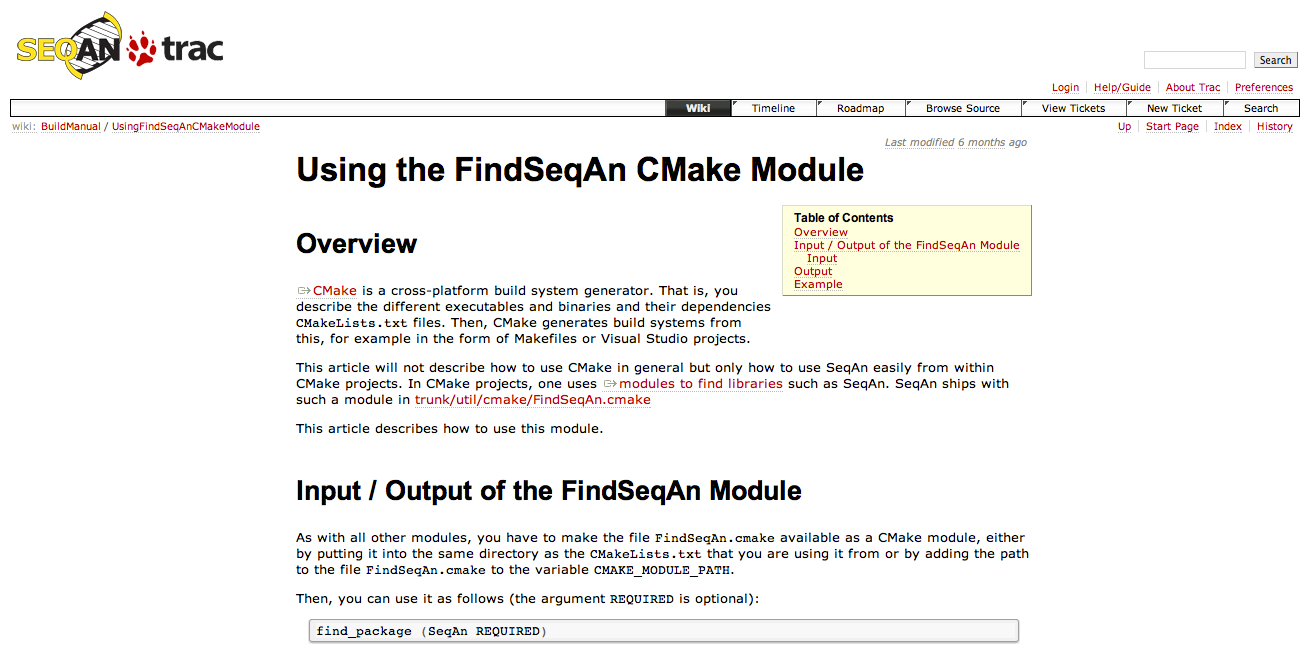 SEQAN trac
Search
Login Help/Guide About Trac Preferences
Wiki Timeline Roadmap Browse Source View Tickets New Ticket Search
wiki: BuildManual / UsingFindSeqAnCMakeModule
Up Start Page Index History
Last modified 6 months ago
Using the FindSeqAn CMake Module
Table of Contents
Overview
Input / Output of the FindSeqAn Module
Input
Output
Example
Overview
CMake is a cross-platform build system generator. That is, you
describe the different executables and binaries and their dependencies
CMakeLists.txt files. Then, CMake generates build systems from
this, for example in the form of Makefiles or Visual Studio projects.
This article will not describe how to use CMake in general but only how to use SeqAn easily from within
CMake projects. In CMake projects, one uses modules to find libraries such as SeqAn. SeqAn ships with
such a module in trunk/util/cmake/FindSeqAn.cmake
This article describes how to use this module.
Input / Output of the FindSeqAn Module
As with all other modules, you have to make the file FindSeqAn.cmake available as a CMake module, either
by putting it into the same directory as the CMakeLists.txt that you are using it from or by adding the path
to the file FindSeqAn.cmake to the variable CMAKE_MODULE_PATH.
Then, you can use it as follows (the argument REQUIRED is optional):
find_package (SeqAn REQUIRED)